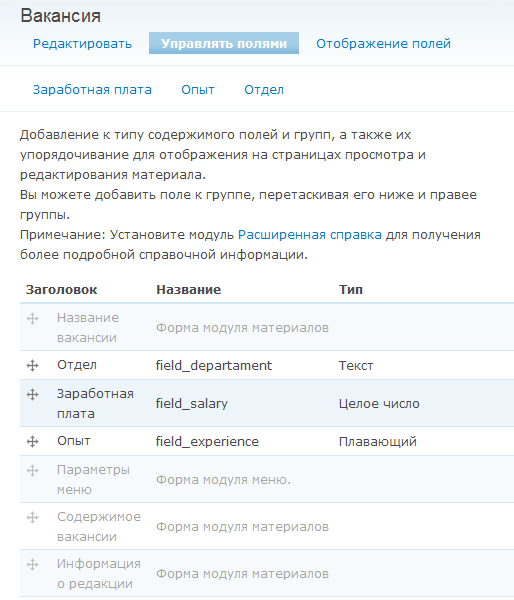 Вакансия
Редактировать Управлять полями Отображение полей
Заработная плата Опыт Отдел
Добавление к типу содержимого полей и групп, а также их
упорядочивание для отображения на страницах просмотра и
редактирования материала.
Вы можете добавить поле к группе, перетаскивая его ниже и правее
группы.
Примечание: Установите модуль Расширенная справка для получения
более подробной справочной информации.
Заголовок Название Тип
Название
вакансии Форма модуля материалов
Отдел field_departament Текст
Заработная
плата field_salary Целое число
Опыт field_experience Плавающий
Параметры
меню Форма модуля меню.
Содержимое
вакансии Форма модуля материалов
Информация
о редакции Форма модуля материалов